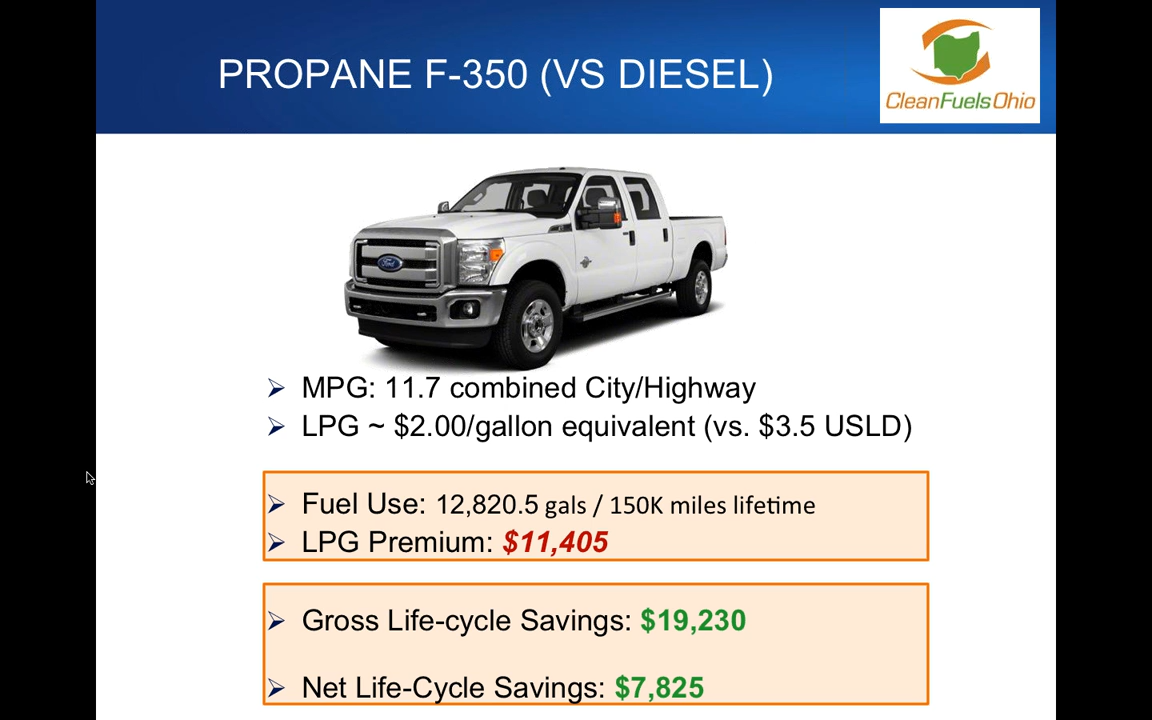 PROPANE F-350 (VS DIESEL)
CleanFuelsOhio
Ford
➢ MPG: 11.7 combined City/Highway
➢ LPG ~ $2.00/gallon equivalent (vs. $3.5 USLD)
➢ Fuel Use: 12,820.5 gals / 150K miles lifetime
➢ LPG Premium: $11,405
➢ Gross Life-cycle Savings: $19,230
➢ Net Life-Cycle Savings: $7,825